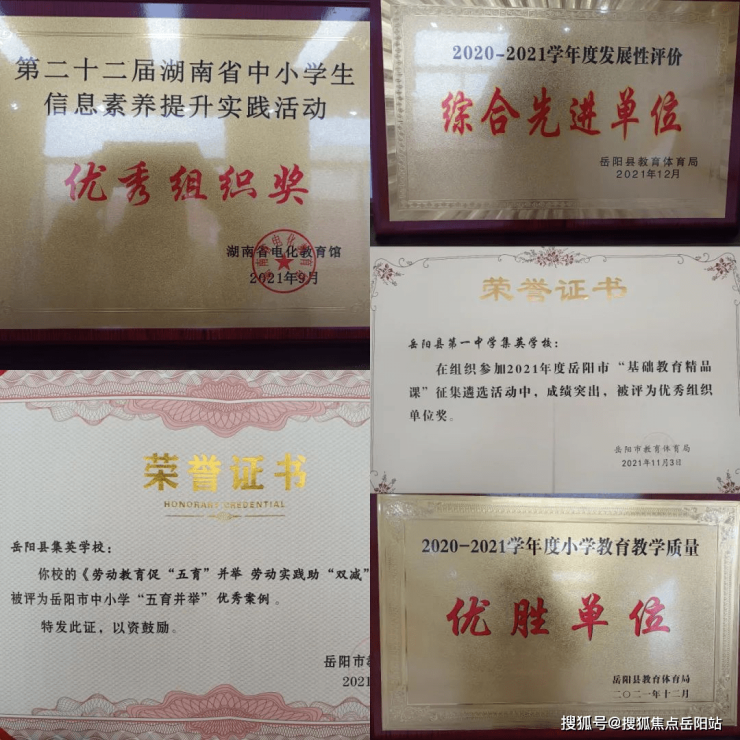 第二十二届湖南省中小学生
信息素养提升实践活动
优秀组织奖
湖南省电化教育馆
2021年9月
2020-2021学年度发展性评价
综合先进单位
岳阳县教育体育局
2021年12月
荣誉证书
岳阳县第一中学集英学校：
在组织参加2021年度岳阳市“基础教育精品
课”征集遴选活动中，成绩突出，被评为优秀组织
单位奖。
岳阳市教育体育局
2021年11月3日
荣誉证书
HONORARY CREDENTIAL
岳阳县集英学校：
你校的《劳动教育促“五育”并举 劳动实践助“双减”
被评为岳阳市中小学“五育并举”优秀案例。
特发此证，以资鼓励。
岳阳市
2021
2020-2021学年度小学教育教学质量
优胜单位
岳阳县教育体育局
二〇二一年十二月
搜狐号@搜狐焦点岳阳站